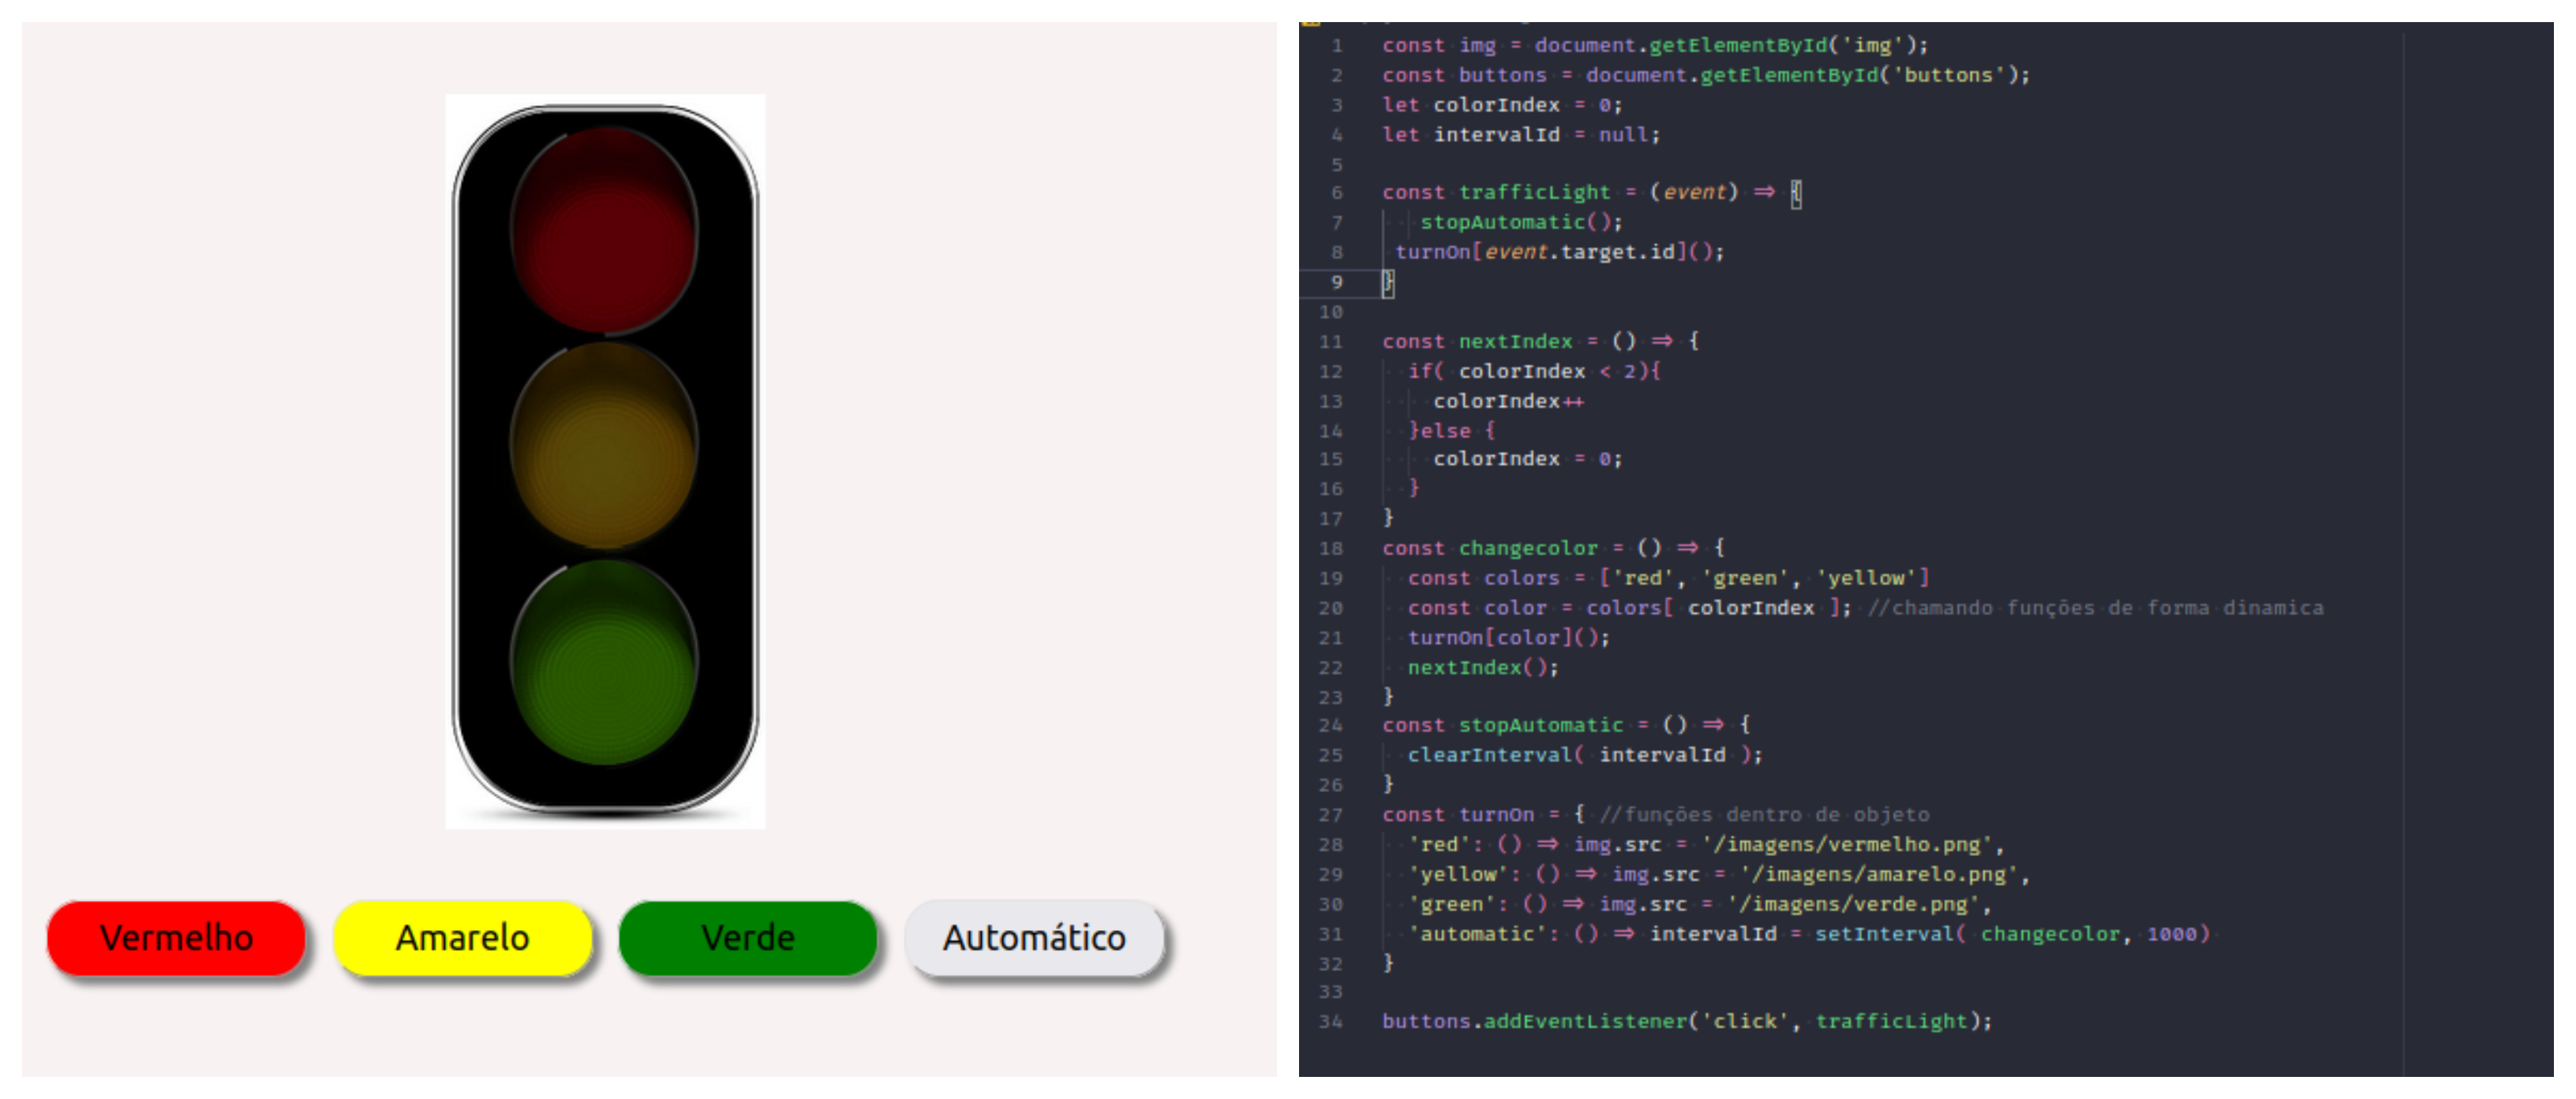 Vermelho
Amarelo
Verde
Automático
1 const img = document.getElementById('img');
2 const buttons = document.getElementById('buttons');
3 let colorIndex = 0;
4 let intervalId = null;
5
6 const trafficLight = (event) => {
7 stopAutomatic();
8 turnOn[event.target.id]();
9 }
10
11 const nextIndex = () => {
12 if( colorIndex < 2){
13 colorIndex++
14 }else {
15 colorIndex = 0;
16 }
17 }
18 const changecolor = () => {
19 const colors = ['red', 'green', 'yellow']
20 const color = colors[ colorIndex ]; //chamando funções de forma dinamica
21 turnOn[color]();
22 nextIndex();
23 }
24 const stopAutomatic = () => {
25 clearInterval( intervalId );
26 }
27 const turnOn = { //funções dentro de objeto
28 'red': () => img.src = '/imagens/vermelho.png',
29 'yellow': () => img.src = '/imagens/amarelo.png',
30 'green': () => img.src = '/imagens/verde.png',
31 'automatic': () => intervalId = setInterval( changecolor, 1000)
32 }
33
34 buttons.addEventListener('click', trafficLight);